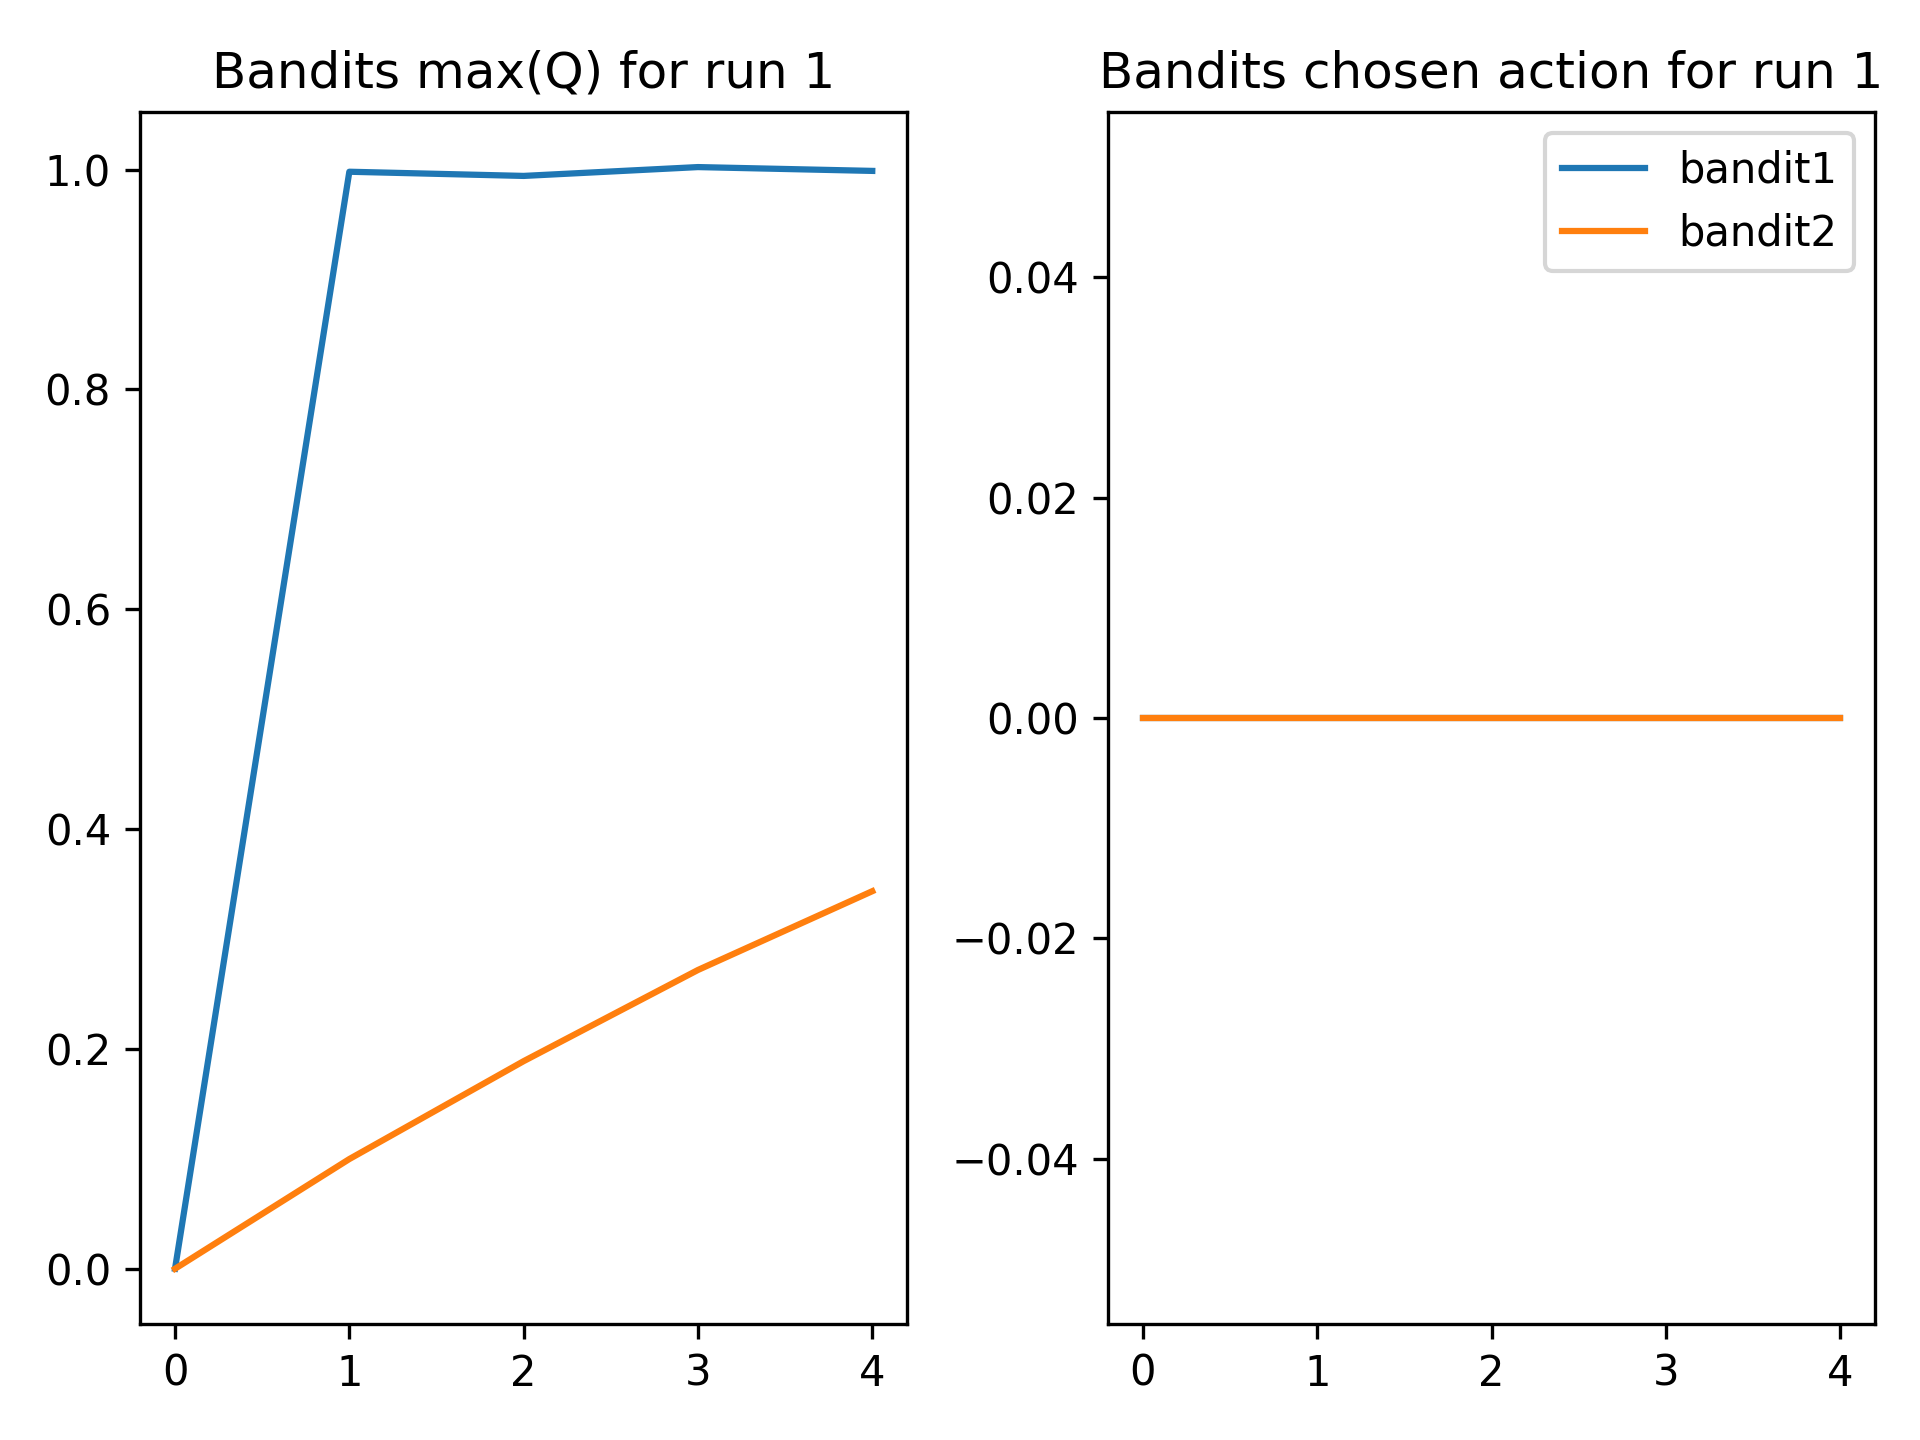 Bandits max(Q) for run 1
1.0
0.8
0.6
0.4
0.2
0.0
0 1 2 3 4
Bandits chosen action for run 1
bandit1
bandit2
0.04
0.02
0.00
−0.02
−0.04
0 1 2 3 4